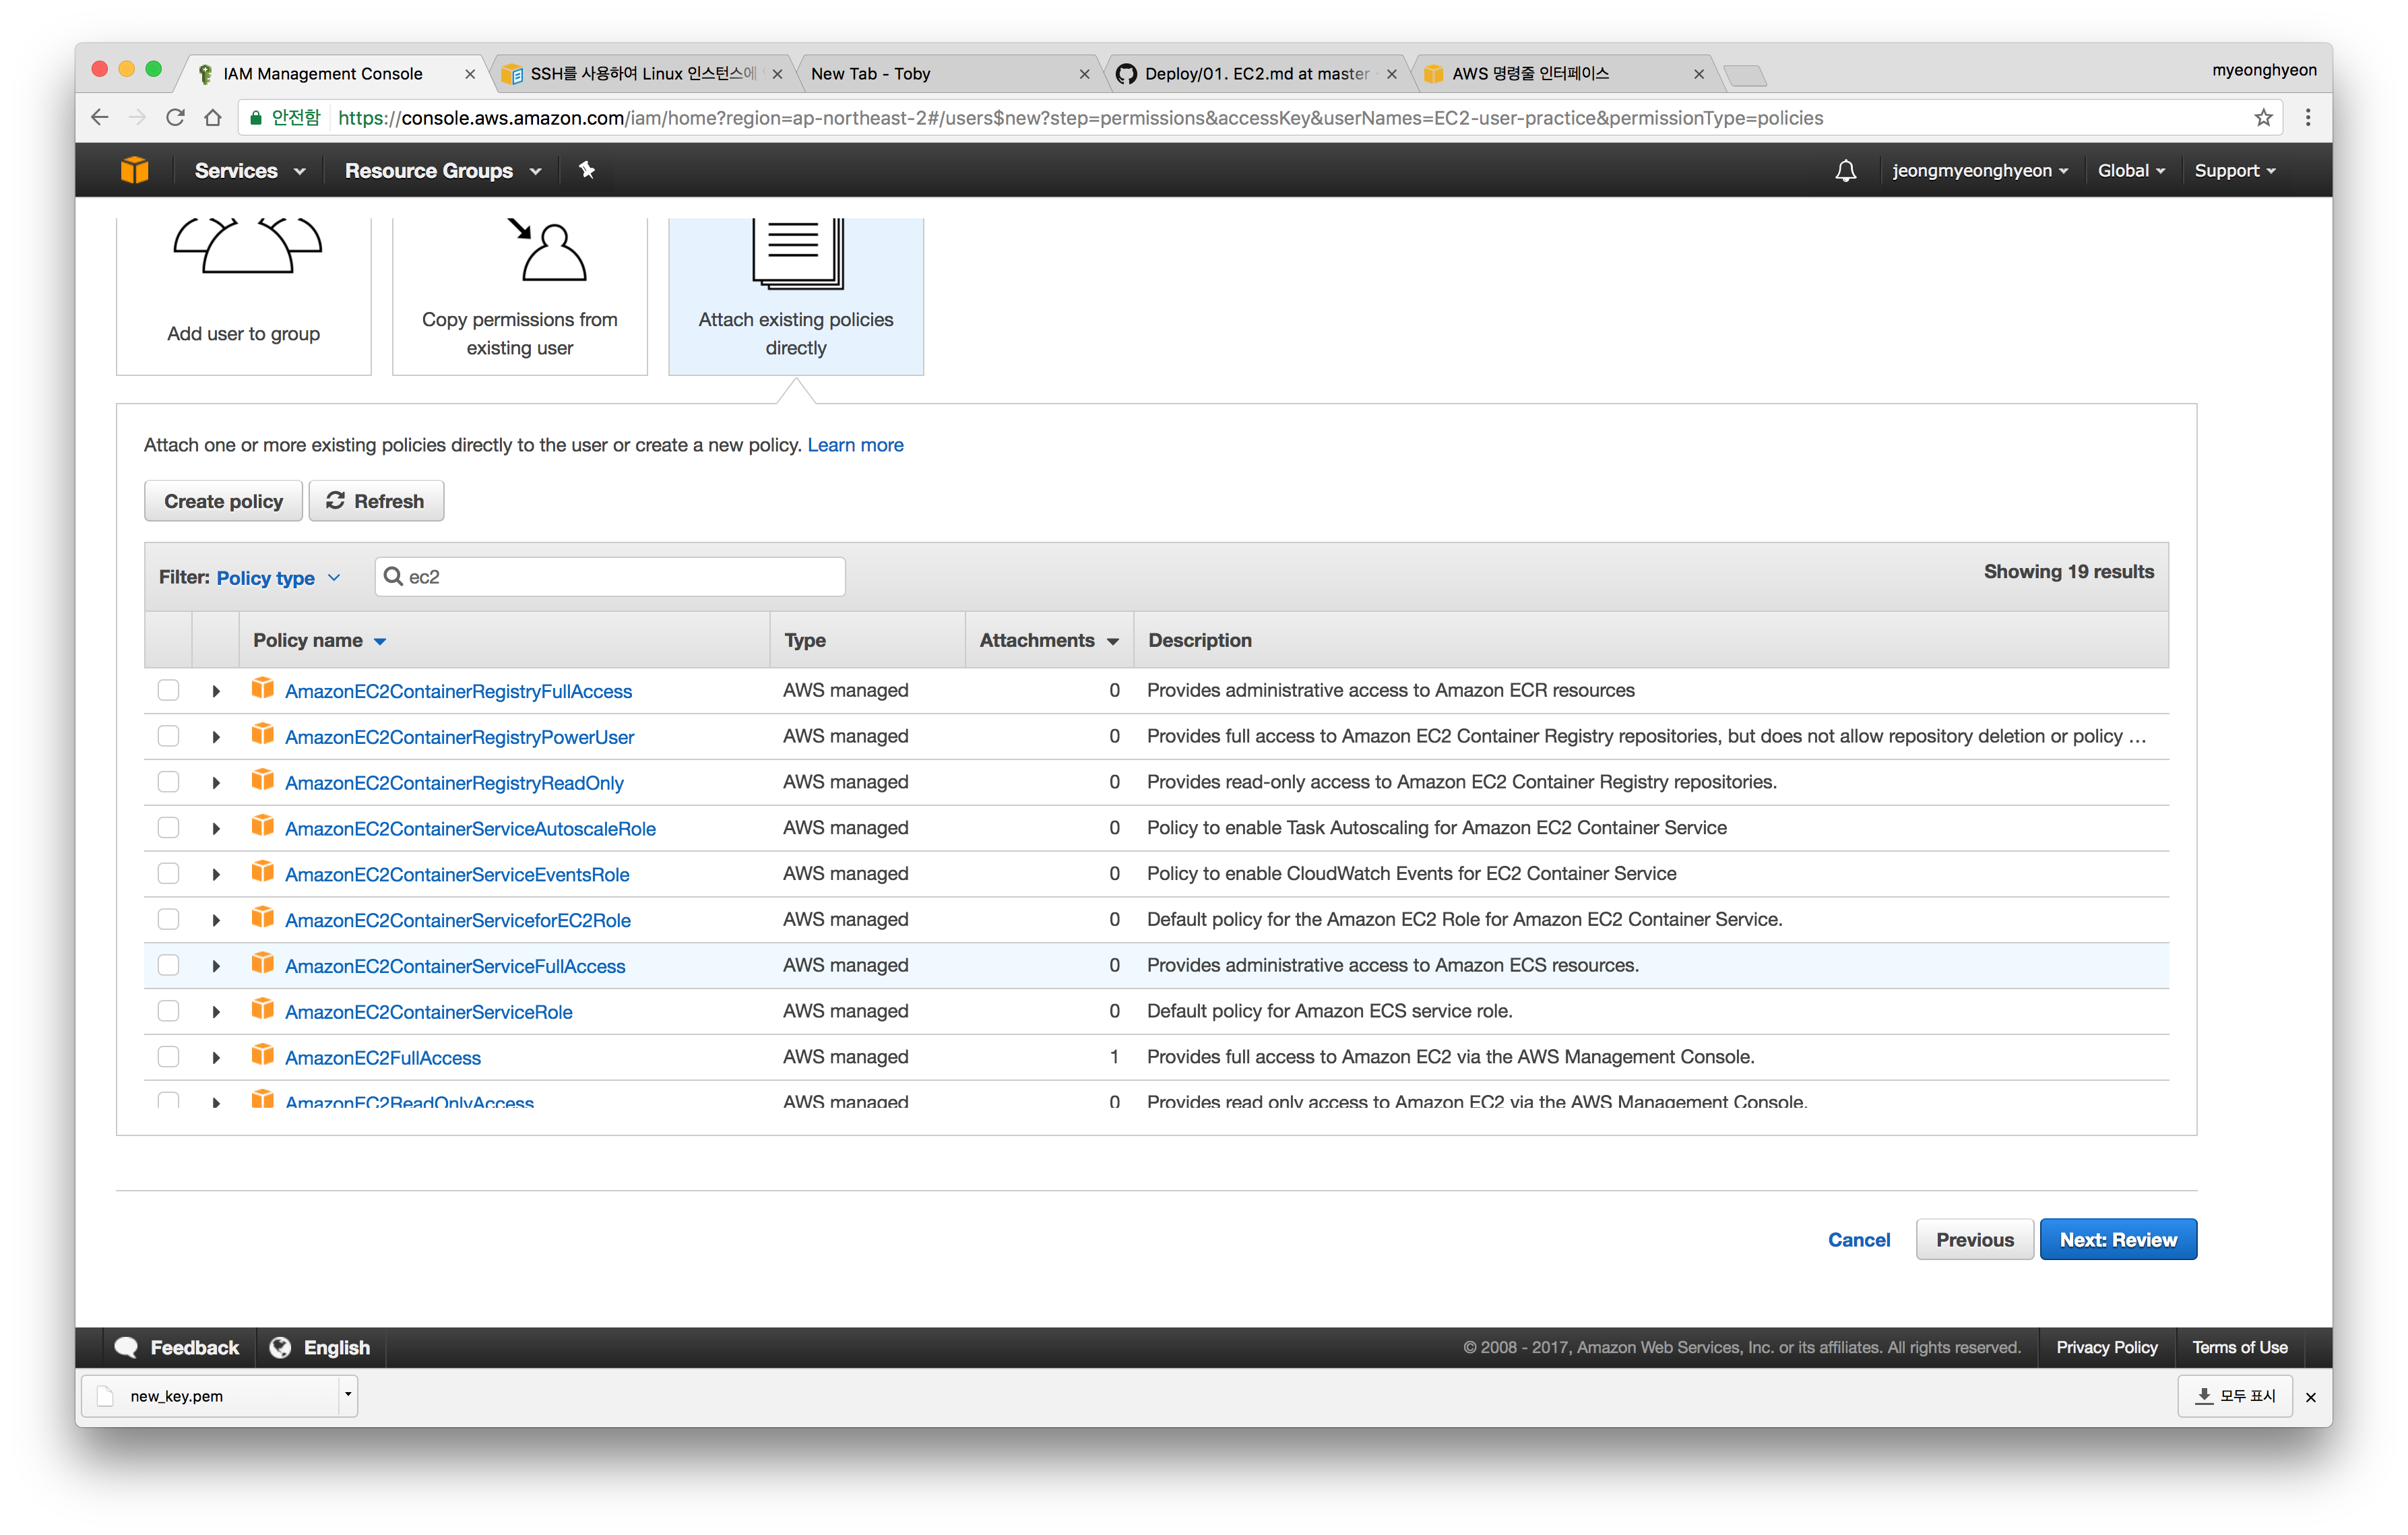 IAM Management Console
SSH를 사용하여 Linux 인스턴스에
New Tab - Toby
Deploy/01. EC2.md at master
AWS 명령줄 인터페이스
myeonghyeon
안전함 https://console.aws.amazon.com/iam/home?region=ap-northeast-2#/users$new?step=permissions&accessKey&userNames=EC2-user-practice&permissionType=policies
Services Resource Groups jeongmyeonghyeon Global Support
Add user to group
Copy permissions from
existing user
Attach existing policies
directly
Attach one or more existing policies directly to the user or create a new policy. Learn more
Create policy Refresh
Filter: Policy type ec2 Showing 19 results
Policy name Type Attachments Description
AmazonEC2ContainerRegistryFullAccess AWS managed 0 Provides administrative access to Amazon ECR resources
AmazonEC2ContainerRegistryPowerUser AWS managed 0 Provides full access to Amazon EC2 Container Registry repositories, but does not allow repository deletion or policy ...
AmazonEC2ContainerRegistryReadOnly AWS managed 0 Provides read-only access to Amazon EC2 Container Registry repositories.
AmazonEC2ContainerServiceAutoscaleRole AWS managed 0 Policy to enable Task Autoscaling for Amazon EC2 Container Service
AmazonEC2ContainerServiceEventsRole AWS managed 0 Policy to enable CloudWatch Events for EC2 Container Service
AmazonEC2ContainerServiceforEC2Role AWS managed 0 Default policy for the Amazon EC2 Role for Amazon EC2 Container Service.
AmazonEC2ContainerServiceFullAccess AWS managed 0 Provides administrative access to Amazon ECS resources.
AmazonEC2ContainerServiceRole AWS managed 0 Default policy for Amazon ECS service role.
AmazonEC2FullAccess AWS managed 1 Provides full access to Amazon EC2 via the AWS Management Console.
AmazonEC2ReadOnlyAccess AWS managed 0 Provides read only access to Amazon EC2 via the AWS Management Console.
Cancel Previous Next: Review
Feedback English © 2008 - 2017, Amazon Web Services, Inc. or its affiliates. All rights reserved. Privacy Policy Terms of Use
new_key.pem 모두 표시